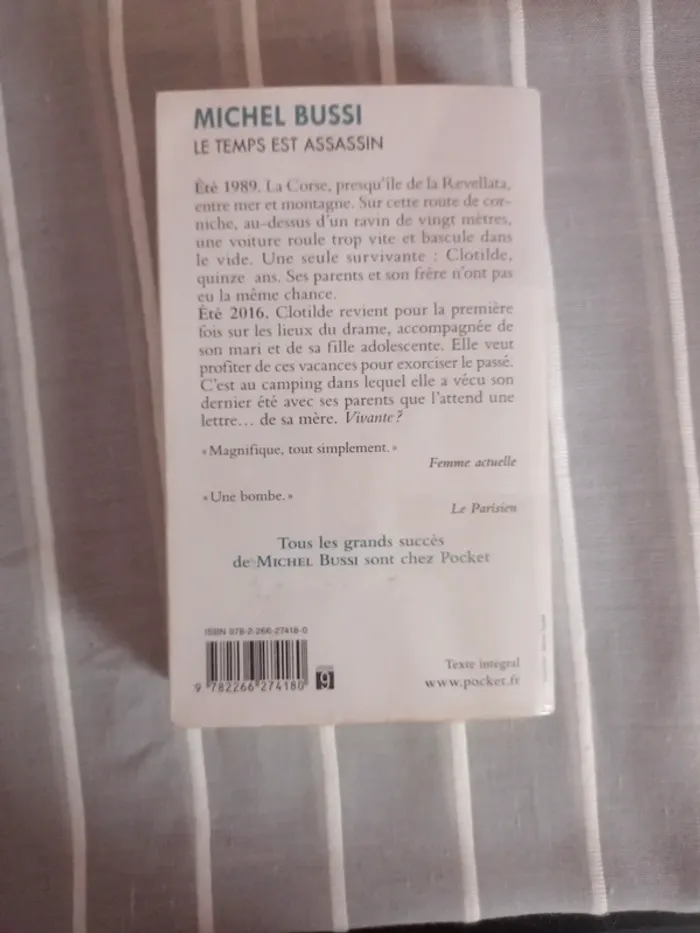 MICHEL BUSSI
LE TEMPS EST ASSASSIN
Été 1989. La Corse, presqu'île de la Revellata,
entre mer et montagne. Sur cette route de cor-
niche, au-dessus d'un ravin de vingt mètres,
une voiture roule trop vite et bascule dans
le vide. Une seule survivante : Clotilde,
quinze ans. Ses parents et son frère n'ont pas
eu la même chance.
Été 2016. Clotilde revient pour la première
fois sur les lieux du drame, accompagnée de
son mari et de sa fille adolescente. Elle veut
profiter de ces vacances pour exorciser le passé.
C'est au camping dans lequel elle a vécu son
dernier été avec ses parents que l'attend une
lettre... de sa mère. Vivante ?
« Magnifique, tout simplement. »
Femme actuelle
« Une bombe. »
Le Parisien
Tous les grands succès
de MICHEL BUSSI sont chez Pocket
ISBN 978-2-266-27418-0
9 782266 274180
9
Texte intégral
www.pocket.fr